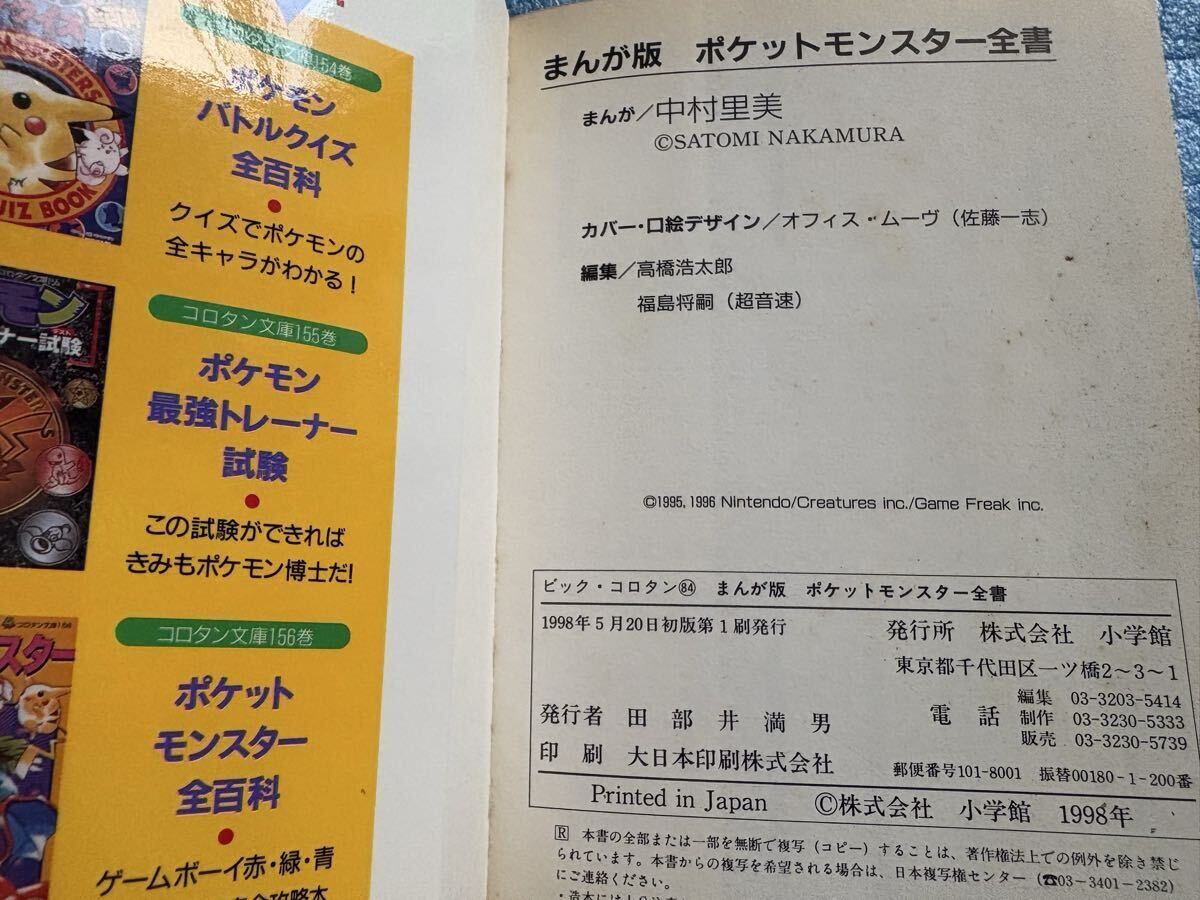 MONSTERS
QUIZ BOOK
154巻
ポケモン
バトルクイズ
全百科
クイズでポケモンの
全キャラがわかる!
モン
ナー試験
コロタン文庫155巻
ポケモン
最強トレーナー
試験
この試験ができれば
きみもポケモン博士だ!
コロタン文庫156
スター
コロタン文庫156巻
ポケット
モンスター
全百科
ゲームボーイ赤・緑・青
まんが版 ポケットモンスター全書
まんが/中村里美
©SATOMI NAKAMURA
カバー・口絵デザイン/オフィス・ムーヴ(佐藤一志)
編集/高橋浩太郎
福島将嗣(超音速)
©1995, 1996 Nintendo/Creatures inc./Game Freak inc.
ビック・コロタン84 まんが版 ポケットモンスター全書
1998年5月20日初版第1刷発行
発行所 株式会社 小学館
東京都千代田区一ツ橋2~3~1
編集 03-3203-5414
電話 制作 03-3230-5333
販売 03-3230-5739
発行者 田部井満男
印刷 大日本印刷株式会社
郵便番号101-8001 振替00180-1-200番
Printed in Japan ©株式会社 小学館 1998年
R 本書の全部または一部を無断で複写(コピー)することは、著作権法上での例外を除き禁じ
られています。本書からの複写を希望される場合は、日本複写権センター(☎03-3401-2382)
にご連絡ください。